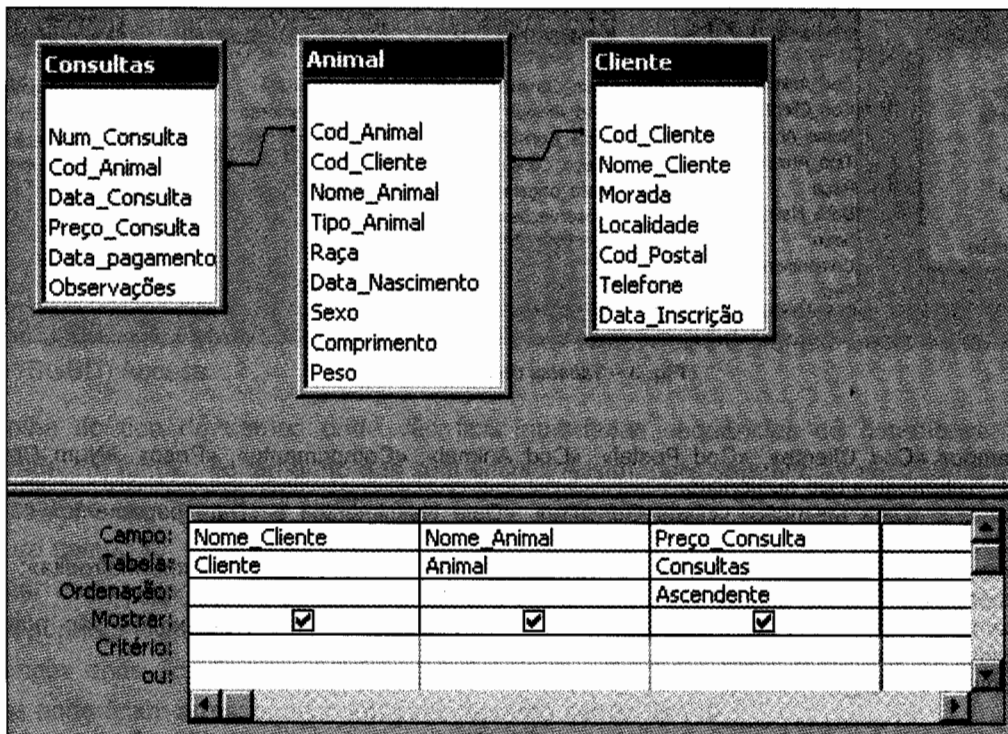 Consultas
Num_Consulta
Cod_Animal
Data_Consulta
Preço_Consulta
Data_pagamento
Observações
Animal
Cod_Animal
Cod_Cliente
Nome_Animal
Tipo_Animal
Raça
Data_Nascimento
Sexo
Comprimento
Peso
Cliente
Cod_Cliente
Nome_Cliente
Morada
Localidade
Cod_Postal
Telefone
Data_Inscrição
Campo: Nome_Cliente Nome_Animal Preço_Consulta
Tabela: Cliente Animal Consultas
Ordenação: Ascendente
Mostrar:
Critério:
ou: